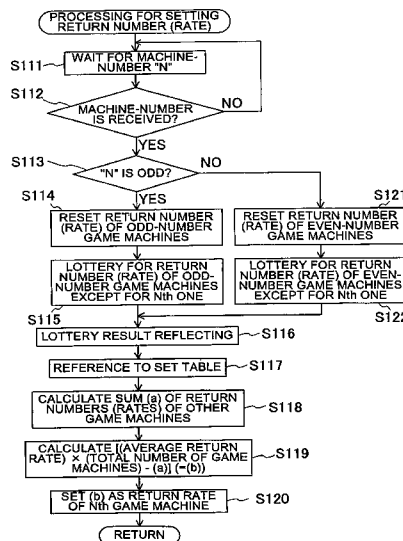 PROCESSING FOR SETTING
RETURN NUMBER (RATE)
S111
WAIT FOR MACHINE-
NUMBER "N"
S112
MACHINE-NUMBER
IS RECEIVED?
NO
YES
S113
"N" IS ODD?
NO
YES
S114
RESET RETURN NUMBER
(RATE) OF ODD-NUMBER
GAME MACHINES
S121
RESET RETURN NUMBER
(RATE) OF EVEN-NUMBER
GAME MACHINES
LOTTERY FOR RETURN
NUMBER (RATE) OF ODD-
NUMBER GAME MACHINES
EXCEPT FOR Nth ONE
S115
LOTTERY FOR RETURN
NUMBER (RATE) OF EVEN-
NUMBER GAME MACHINES
EXCEPT FOR Nth ONE
S122
LOTTERY RESULT REFLECTING
S116
REFERENCE TO SET TABLE
S117
CALCULATE SUM (a) OF RETURN
NUMBERS (RATES) OF OTHER
GAME MACHINES
S118
CALCULATE [(AVERAGE RETURN
RATE) × (TOTAL NUMBER OF GAME
MACHINES) - (a)] (=(b))
S119
SET (b) AS RETURN RATE
OF Nth GAME MACHINE
S120
RETURN